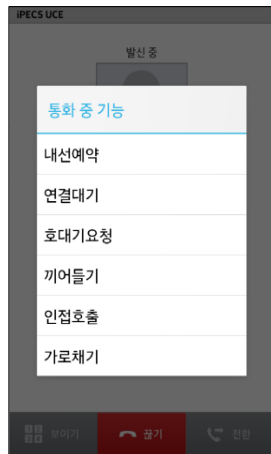 iPECS UCE
발신 중
통화 중 기능
내선예약
연결대기
호대기요청
끼어들기
인접호출
가로채기
보이기
끊기
전환